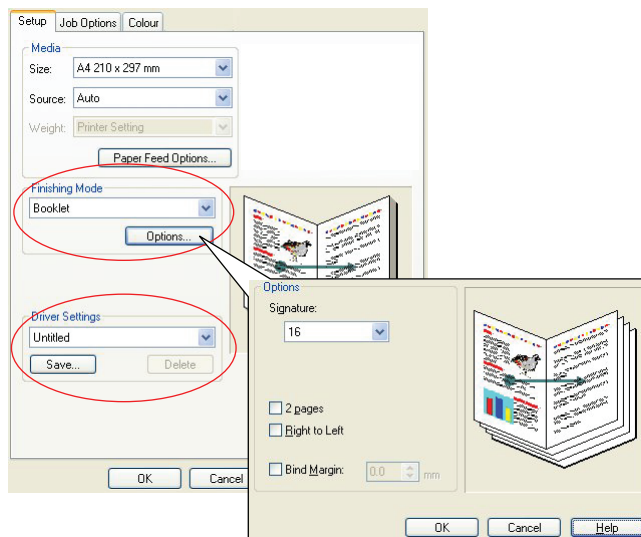 Setup Job Options Colour
Media
Size: A4 210 x 297 mm
Source: Auto
Weight: Printer Setting
Paper Feed Options...
Finishing Mode
Booklet
Options...
Driver Settings
Untitled
Save... Delete
OK Cancel
Options
Signature:
16
2 pages
Right to Left
Bind Margin: 0.0 mm
OK Cancel Help